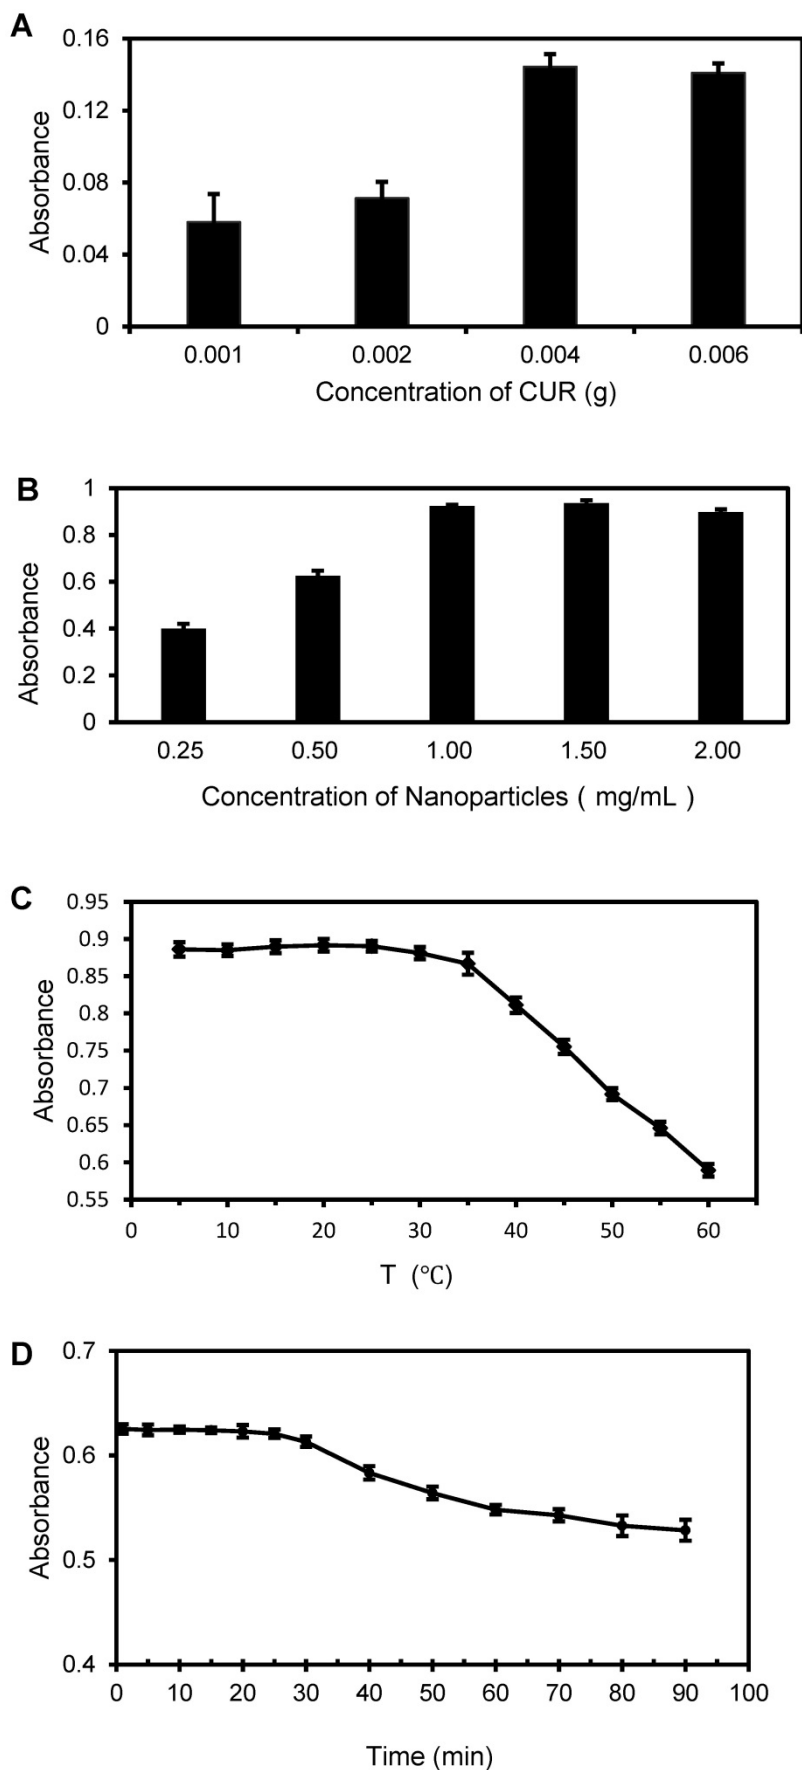 A
0.16
0.12
0.08
0.04
0
Absorbance
0.001 0.002 0.004 0.006
Concentration of CUR (g)
B
1
0.8
0.6
0.4
0.2
0
Absorbance
0.25 0.50 1.00 1.50 2.00
Concentration of Nanoparticles ( mg/mL )
C
0.95
0.9
0.85
0.8
0.75
0.7
0.65
0.6
0.55
Absorbance
0 10 20 30 40 50 60
T (℃)
D
0.7
0.6
0.5
0.4
Absorbance
0 10 20 30 40 50 60 70 80 90 100
Time (min)